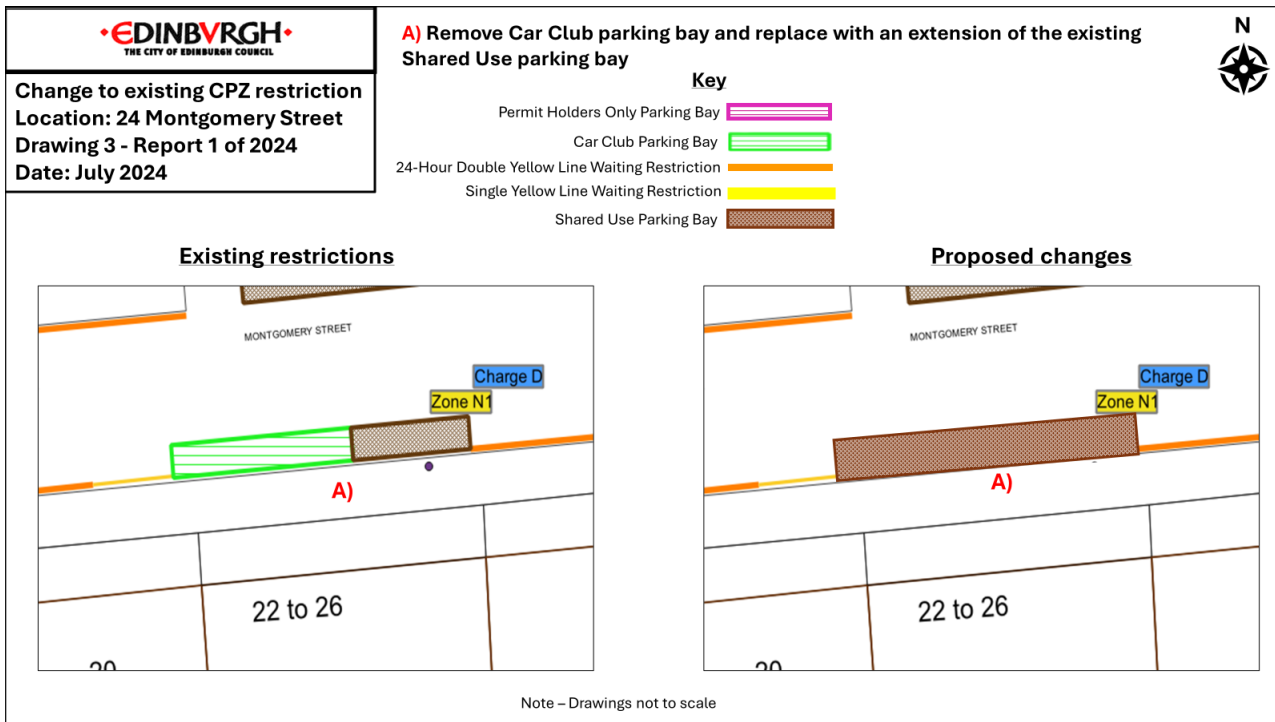 EDINBVRGH
THE CITY OF EDINBURGH COUNCIL
Change to existing CPZ restriction
Location: 24 Montgomery Street
Drawing 3 - Report 1 of 2024
Date: July 2024
A) Remove Car Club parking bay and replace with an extension of the existing
Shared Use parking bay
N
Key
Permit Holders Only Parking Bay
Car Club Parking Bay
24-Hour Double Yellow Line Waiting Restriction
Single Yellow Line Waiting Restriction
Shared Use Parking Bay
Existing restrictions
MONTGOMERY STREET
Charge D
Zone N1
A)
22 to 26
20
Proposed changes
MONTGOMERY STREET
Charge D
Zone N1
A)
22 to 26
20
Note – Drawings not to scale